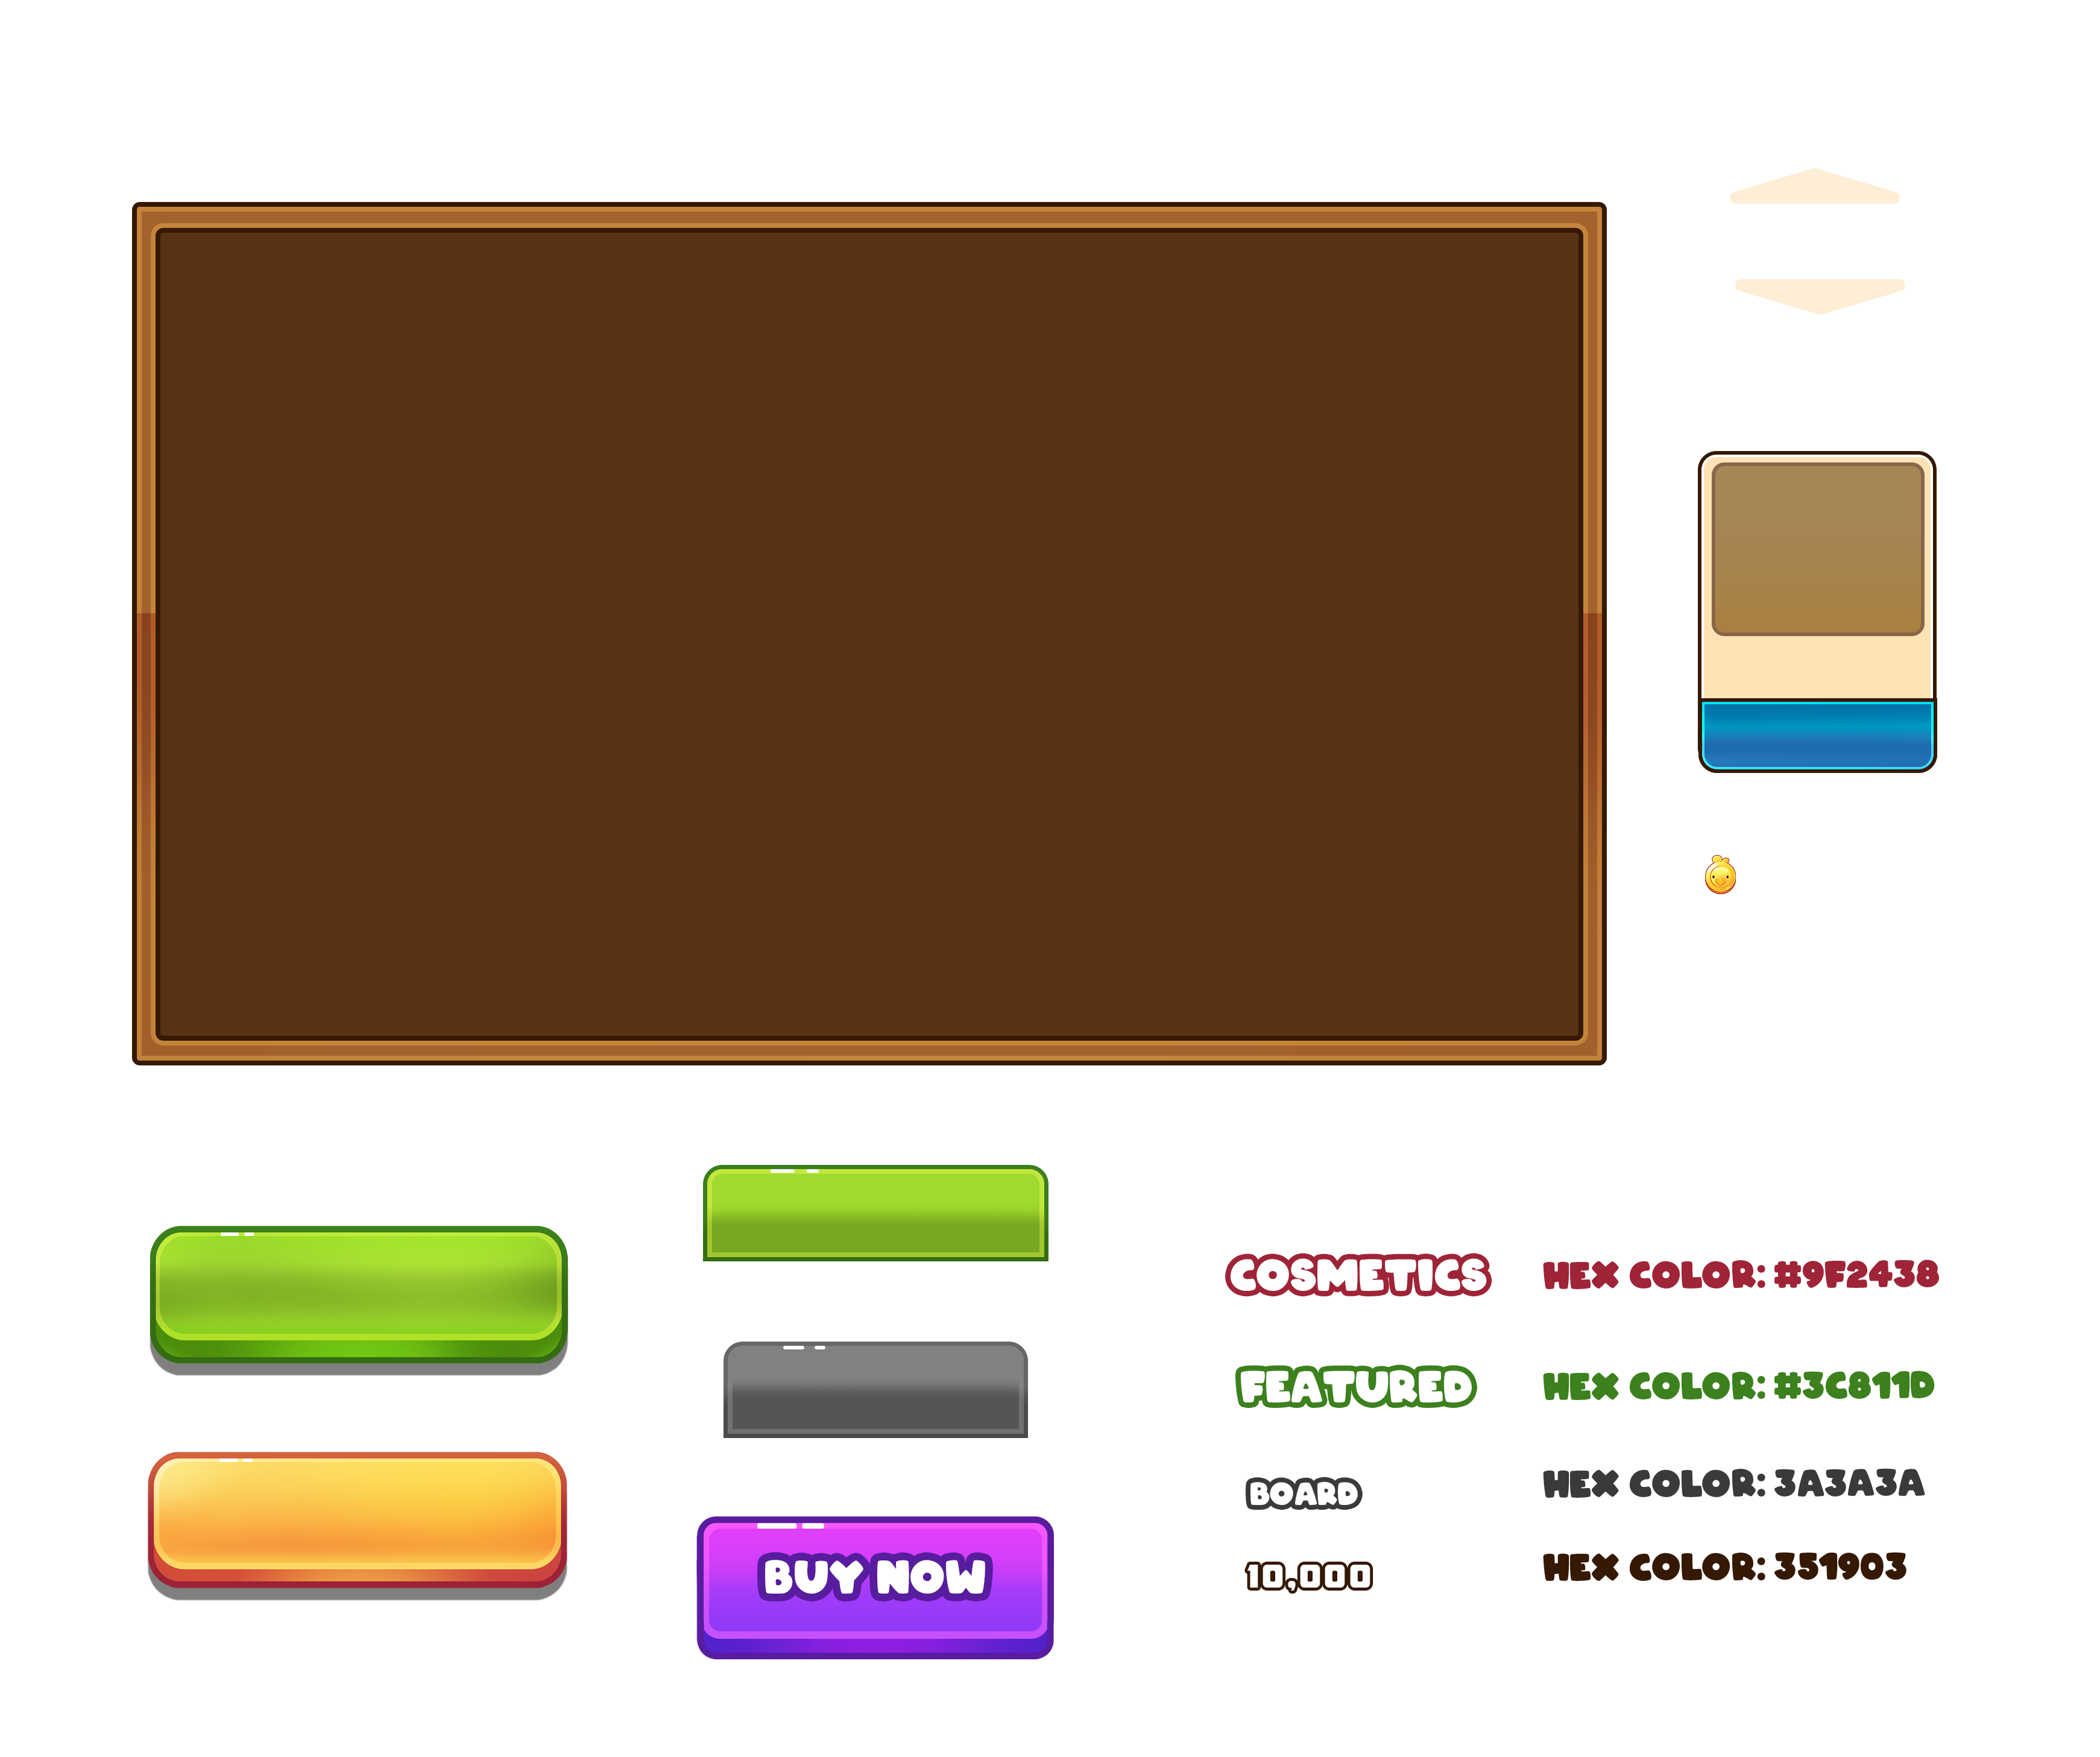 COSMETICS HEX COLOR: #9F2438
FEATURED HEX COLOR: #3C811D
BOARD HEX COLOR: 3A3A3A
10,000 HEX COLOR: 351903
BUY NOW